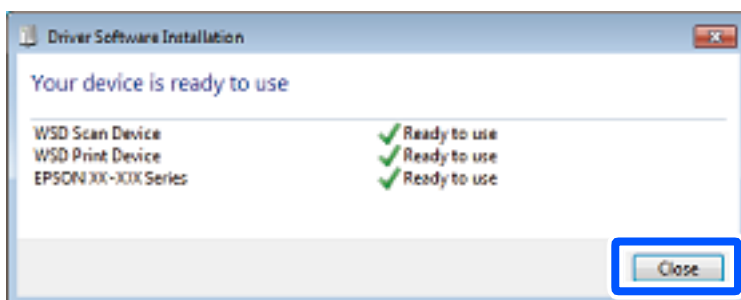 Driver Software Installation
Your device is ready to use
WSD Scan Device Ready to use
WSD Print Device Ready to use
EPSON XX-XXX Series Ready to use
Close